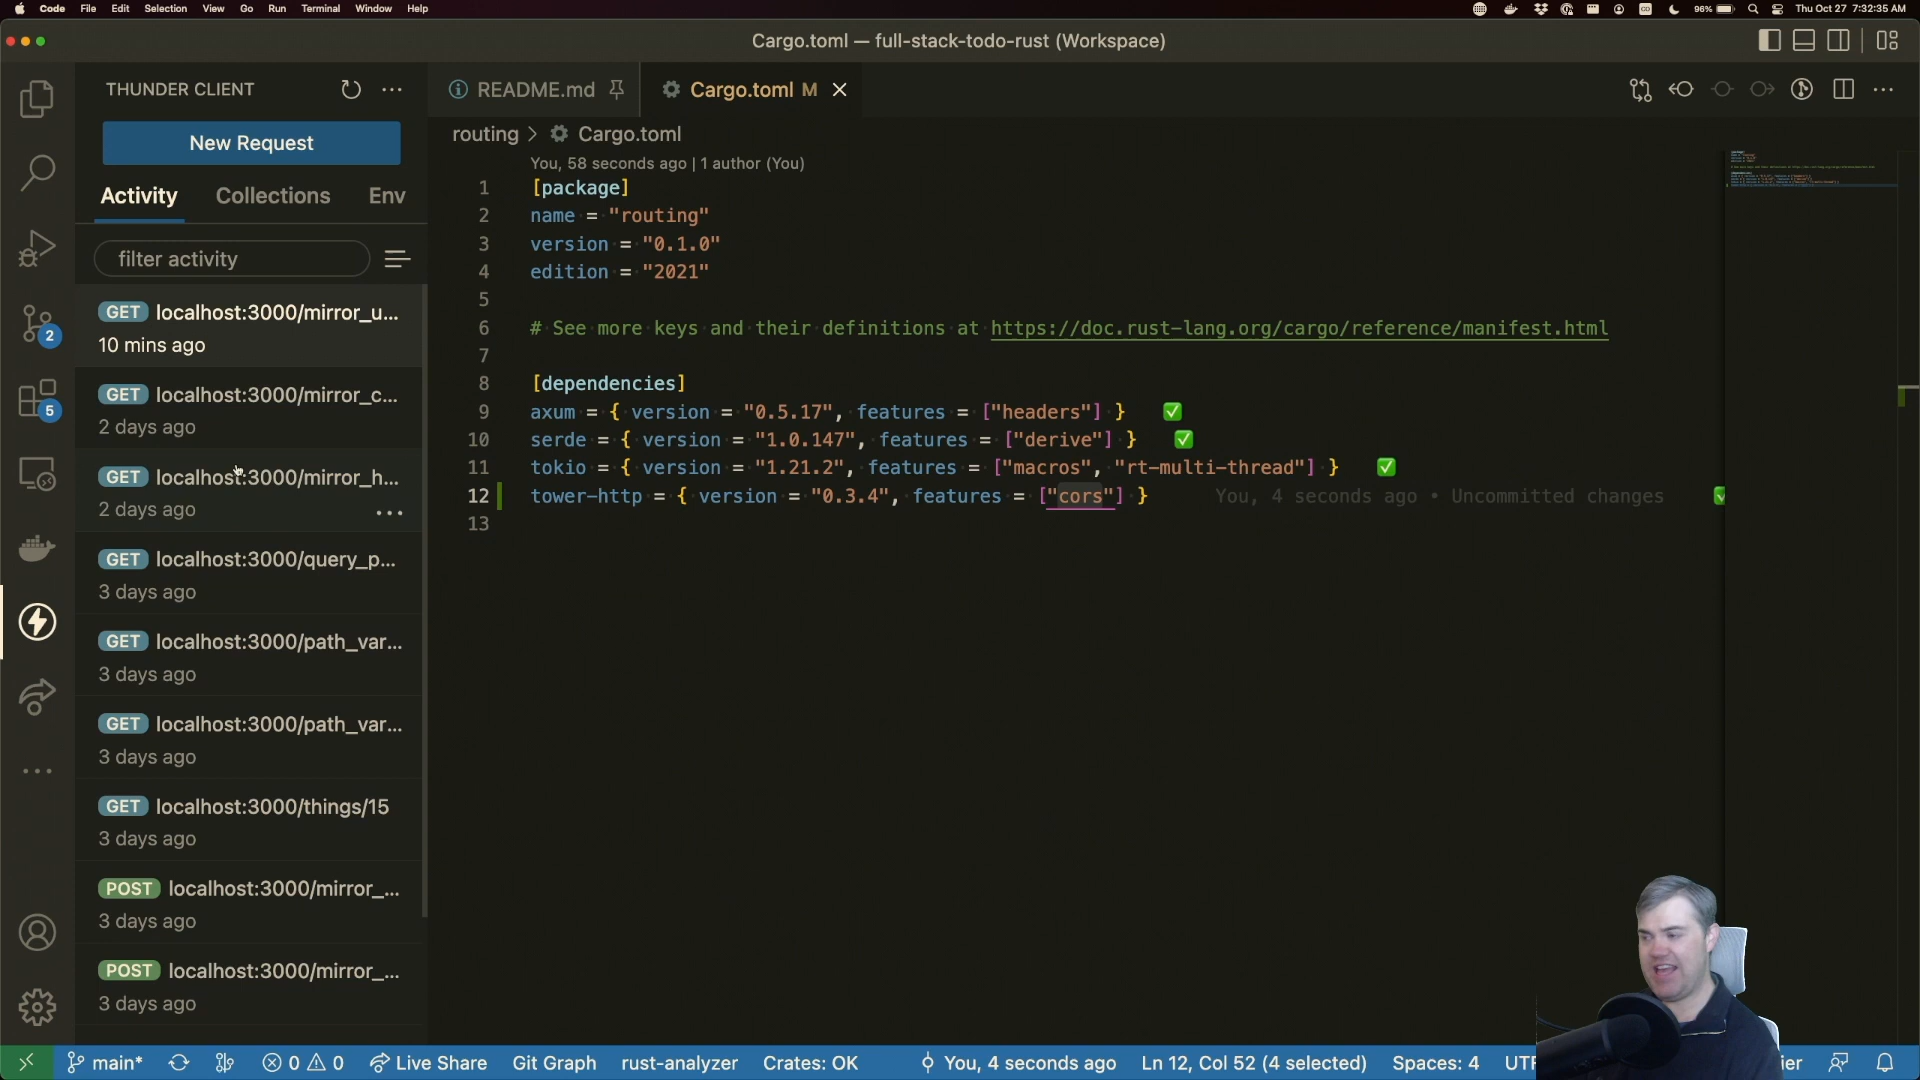 Code File Edit Selection View Go Run Terminal Window Help
96% Thu Oct 27 7:32:35 AM
Cargo.toml — full-stack-todo-rust (Workspace)
THUNDER CLIENT
New Request
Activity Collections Env
filter activity
GET localhost:3000/mirror_u...
10 mins ago
GET localhost:3000/mirror_c...
2 days ago
GET localhost:3000/mirror_h...
2 days ago
GET localhost:3000/query_p...
3 days ago
GET localhost:3000/path_var...
3 days ago
GET localhost:3000/path_var...
3 days ago
GET localhost:3000/things/15
3 days ago
POST localhost:3000/mirror_...
3 days ago
POST localhost:3000/mirror_...
3 days ago
2
5
README.md
Cargo.toml M
routing > Cargo.toml
You, 58 seconds ago | 1 author (You)
1 [package]
2 name = "routing"
3 version = "0.1.0"
4 edition = "2021"
5
6 # See more keys and their definitions at https://doc.rust-lang.org/cargo/reference/manifest.html
7
8 [dependencies]
9 axum = { version = "0.5.17", features = ["headers"] } ✅
10 serde = { version = "1.0.147", features = ["derive"] } ✅
11 tokio = { version = "1.21.2", features = ["macros", "rt-multi-thread"] } ✅
12 tower-http = { version = "0.3.4", features = ["cors"] } You, 4 seconds ago • Uncommitted changes ✅
13
main* 0 0 Live Share Git Graph rust-analyzer Crates: OK You, 4 seconds ago Ln 12, Col 52 (4 selected) Spaces: 4 UT ier